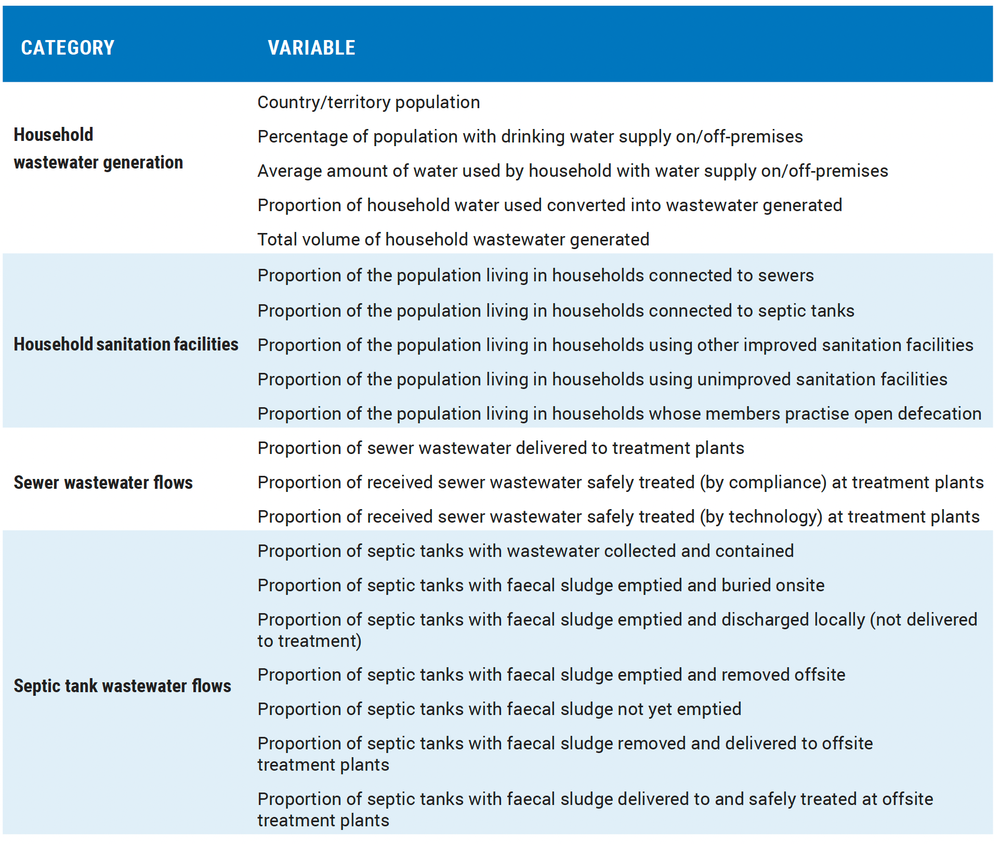 CATEGORY VARIABLE
Country/territory population
Household
wastewater generation
Percentage of population with drinking water supply on/off-premises
Average amount of water used by household with water supply on/off-premises
Proportion of household water used converted into wastewater generated
Total volume of household wastewater generated
Household sanitation facilities
Proportion of the population living in households connected to sewers
Proportion of the population living in households connected to septic tanks
Proportion of the population living in households using other improved sanitation facilities
Proportion of the population living in households using unimproved sanitation facilities
Proportion of the population living in households whose members practise open defecation
Sewer wastewater flows
Proportion of sewer wastewater delivered to treatment plants
Proportion of received sewer wastewater safely treated (by compliance) at treatment plants
Proportion of received sewer wastewater safely treated (by technology) at treatment plants
Septic tank wastewater flows
Proportion of septic tanks with wastewater collected and contained
Proportion of septic tanks with faecal sludge emptied and buried onsite
Proportion of septic tanks with faecal sludge emptied and discharged locally (not delivered
to treatment)
Proportion of septic tanks with faecal sludge emptied and removed offsite
Proportion of septic tanks with faecal sludge not yet emptied
Proportion of septic tanks with faecal sludge removed and delivered to offsite
treatment plants
Proportion of septic tanks with faecal sludge delivered to and safely treated at offsite
treatment plants